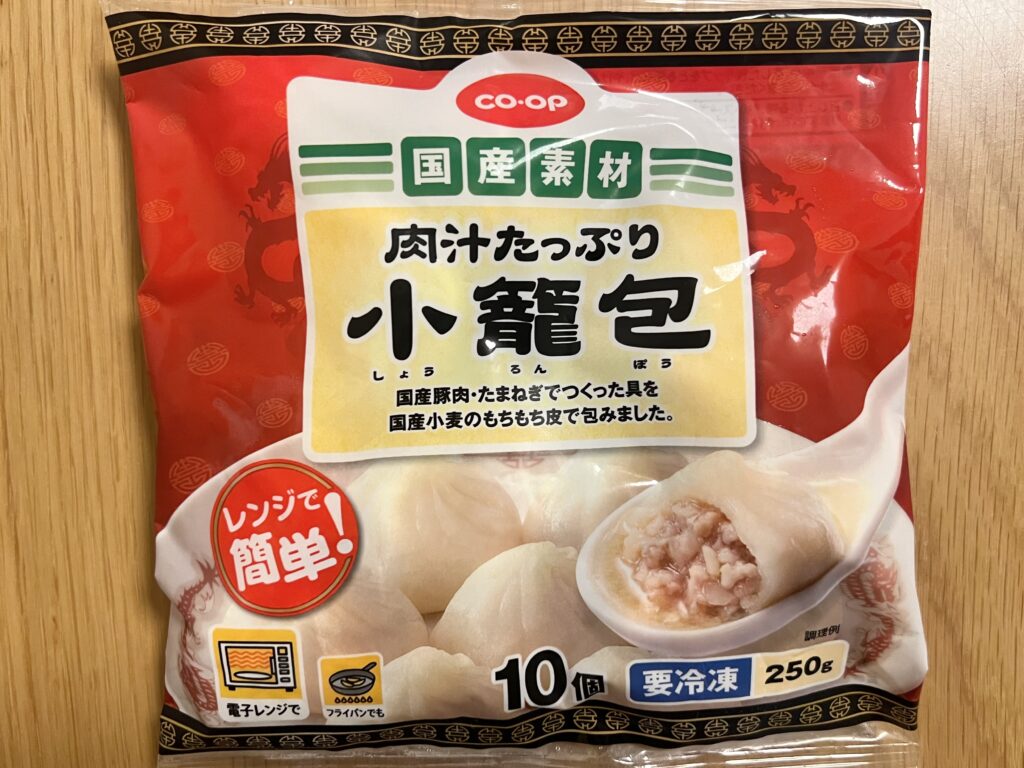 CO・OP
国産素材
肉汁たっぷり
小籠包
しょうろんぽう
国産豚肉・たまねぎでつくった具を
国産小麦のもちもち皮で包みました。
レンジで
簡単!
調理例
電子レンジで
フライパンでも
10個
要冷凍
250g